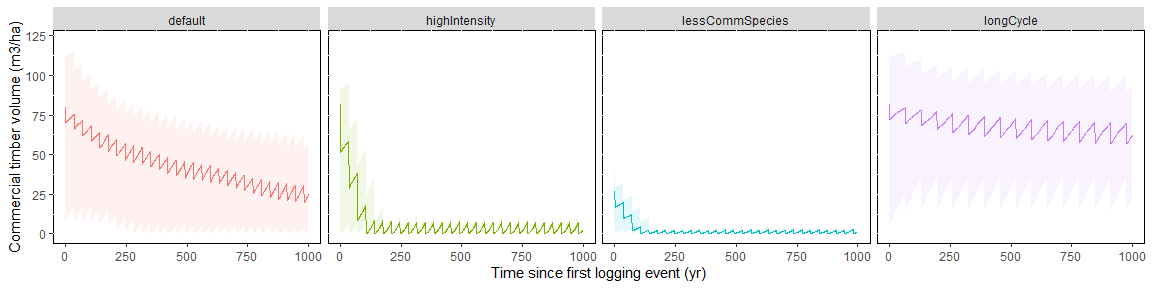 default highIntensity lessCommSpecies longCycle
Commercial timber volume (m3/ha)
125
100
75
50
25
0
0 250 500 750 1000 0 250 500 750 1000 0 250 500 750 1000 0 250 500 750 1000
Time since first logging event (yr)